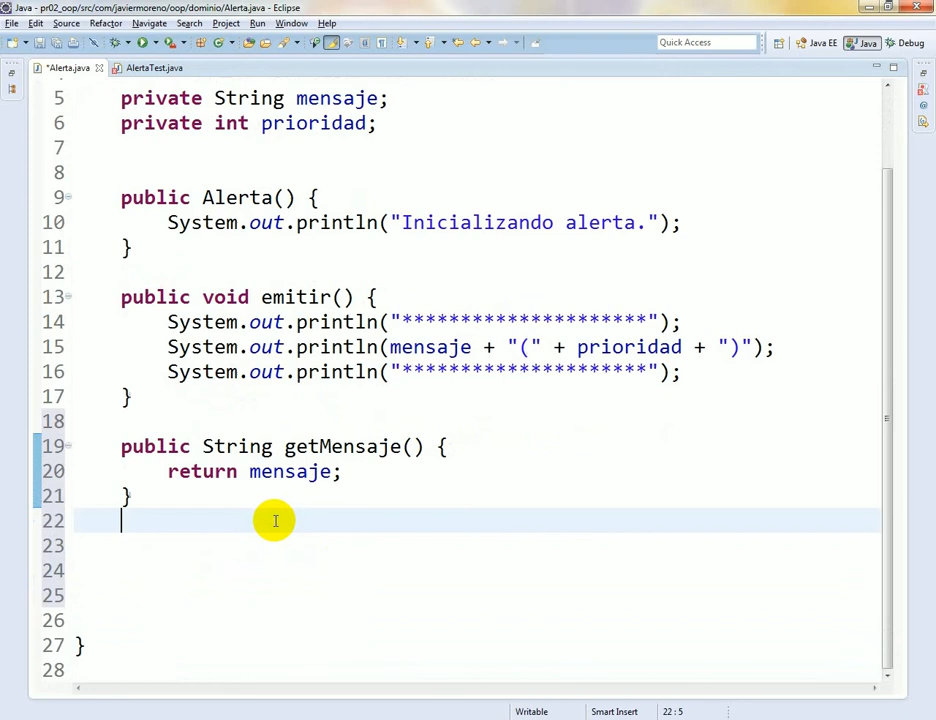 Java - pr02_oop/src/com/javiermoreno/oop/dominio/Alerta.java - Eclipse
File Edit Source Refactor Navigate Search Project Run Window Help
Quick Access Java EE Java Debug
*Alerta.java AlertaTest.java
5 private String mensaje;
6 private int prioridad;
7
8
9 public Alerta() {
10 System.out.println("Inicializando alerta.");
11 }
12
13 public void emitir() {
14 System.out.println("*********************");
15 System.out.println(mensaje + "(" + prioridad + ")");
16 System.out.println("*********************");
17 }
18
19 public String getMensaje() {
20 return mensaje;
21 }
22
23
24
25
26
27 }
28
Writable Smart Insert 22 : 5